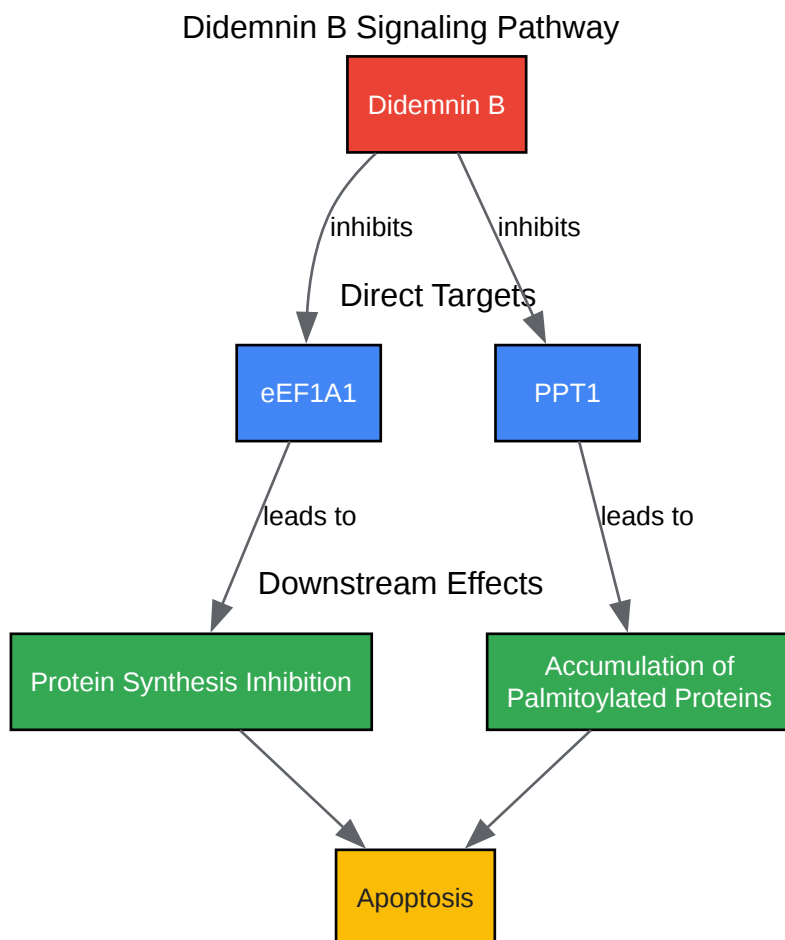 Didemnin B Signaling Pathway
Didemnin B
inhibits
inhibits
Direct Targets
eEF1A1
PPT1
leads to
leads to
Downstream Effects
Protein Synthesis Inhibition
Accumulation of
Palmitoylated Proteins
Apoptosis